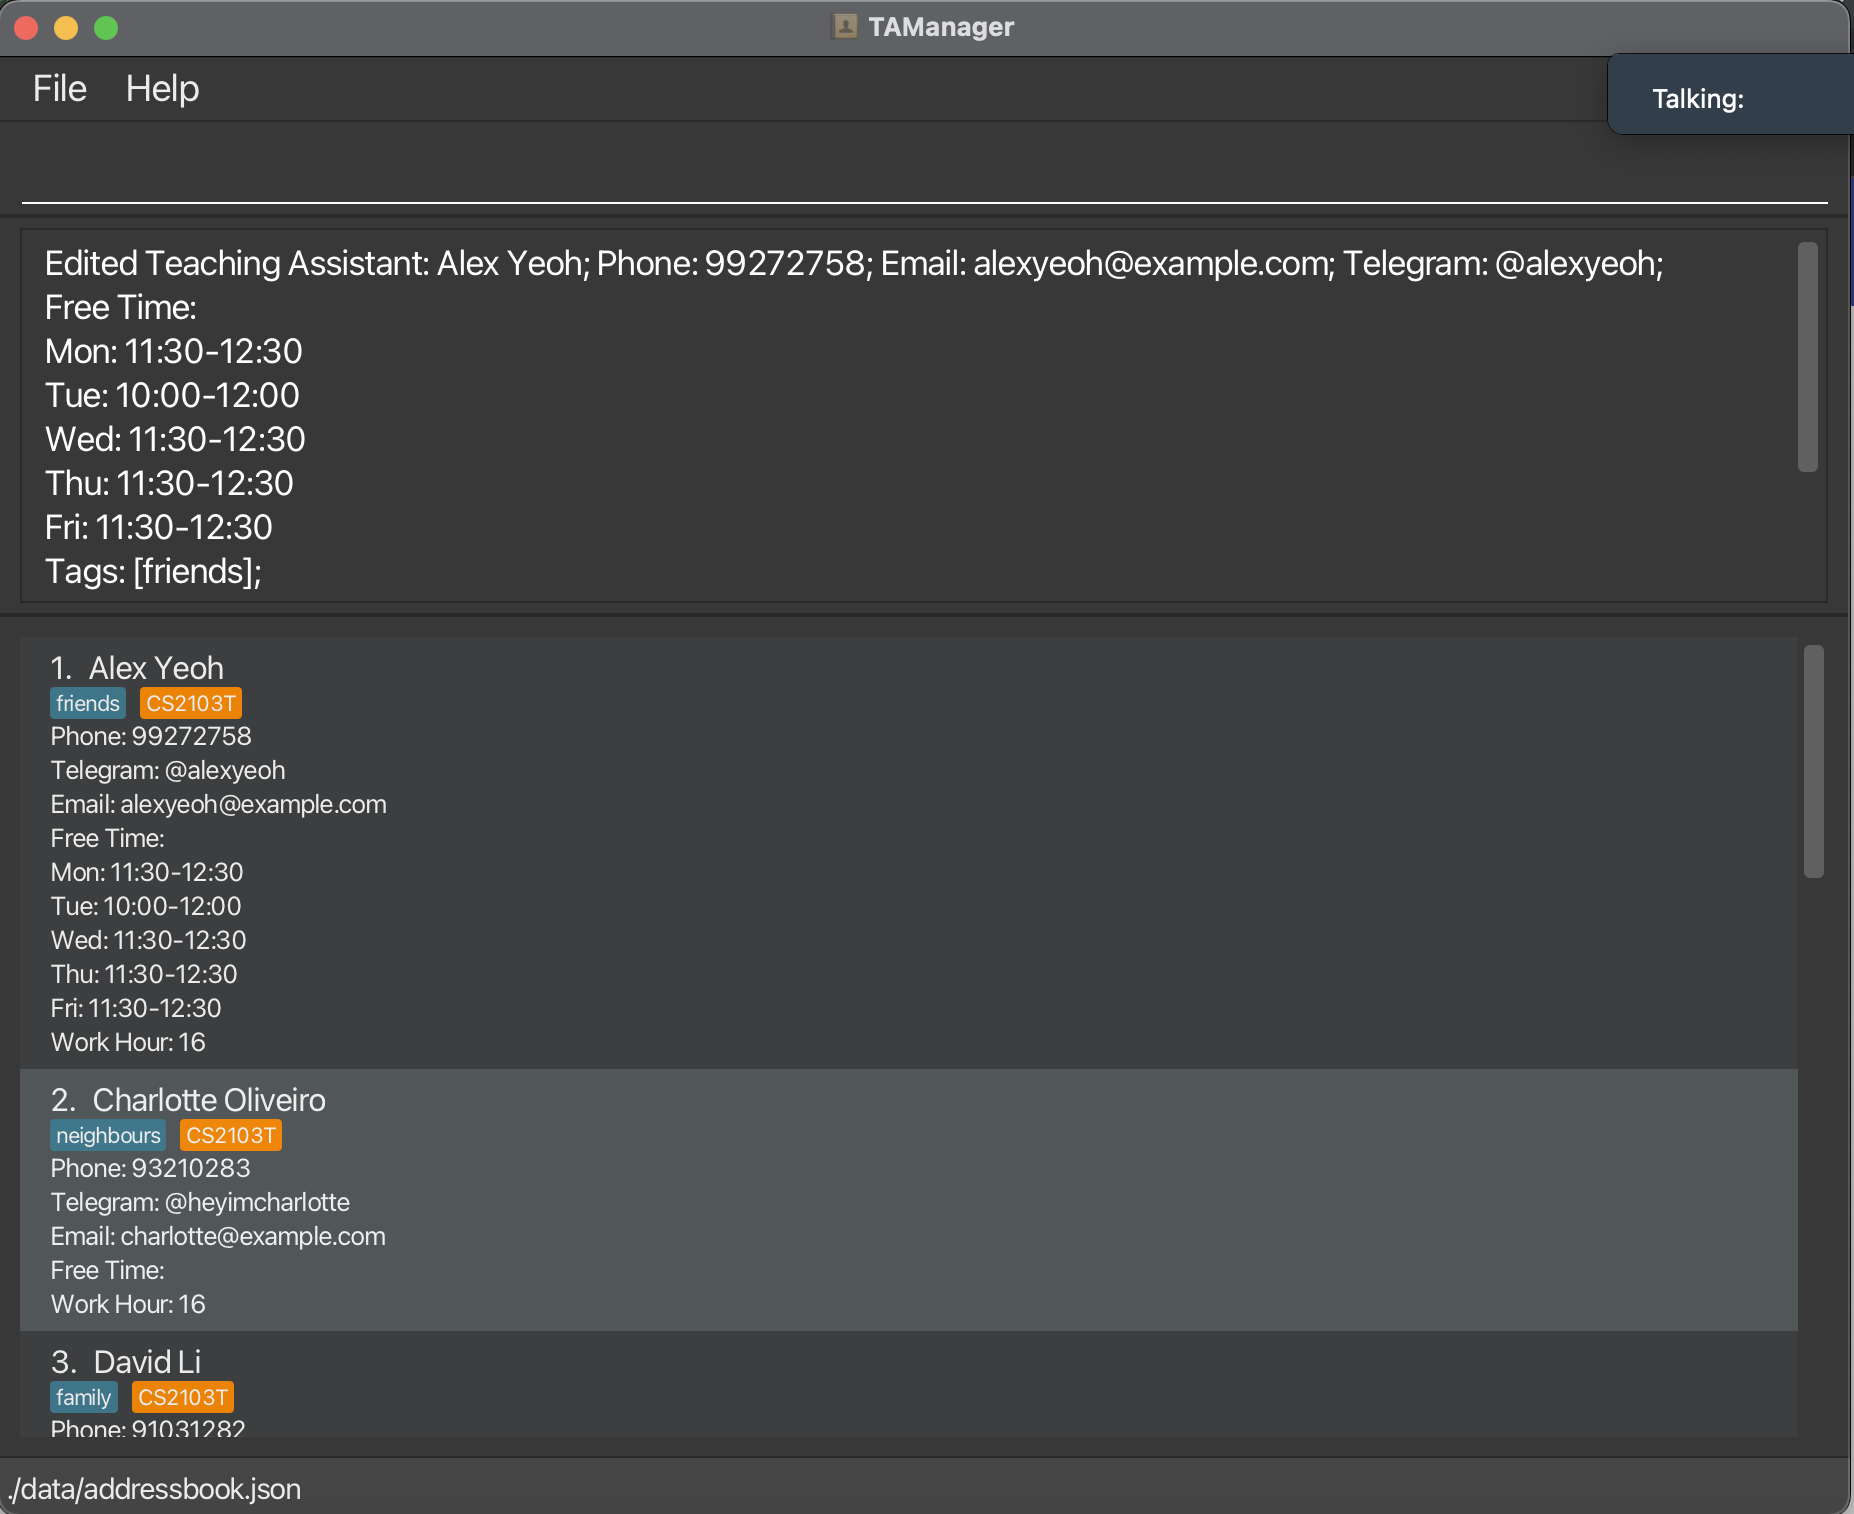 TAManager
File Help
Talking:
Edited Teaching Assistant: Alex Yeoh; Phone: 99272758; Email: alexyeoh@example.com; Telegram: @alexyeoh;
Free Time:
Mon: 11:30-12:30
Tue: 10:00-12:00
Wed: 11:30-12:30
Thu: 11:30-12:30
Fri: 11:30-12:30
Tags: [friends];
1. Alex Yeoh
friends CS2103T
Phone: 99272758
Telegram: @alexyeoh
Email: alexyeoh@example.com
Free Time:
Mon: 11:30-12:30
Tue: 10:00-12:00
Wed: 11:30-12:30
Thu: 11:30-12:30
Fri: 11:30-12:30
Work Hour: 16
2. Charlotte Oliveiro
neighbours CS2103T
Phone: 93210283
Telegram: @heyimcharlotte
Email: charlotte@example.com
Free Time:
Work Hour: 16
3. David Li
family CS2103T
Phone: 91031282
./data/addressbook.json